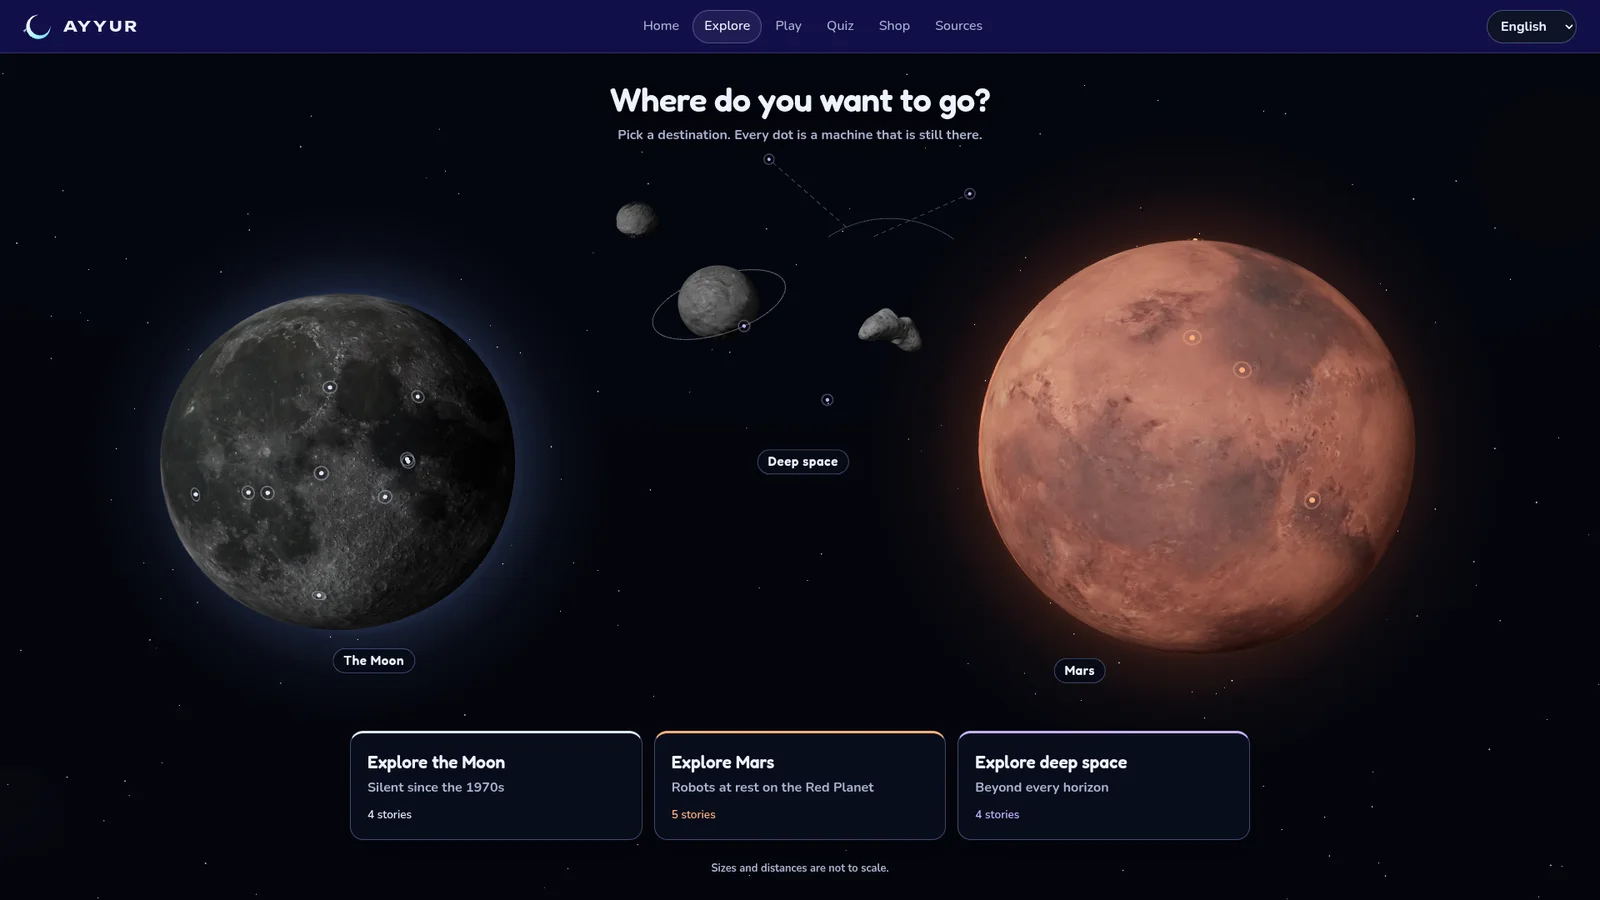 AYYUR
Home
Explore
Play
Quiz
Shop
Sources
English
Where do you want to go?
Pick a destination. Every dot is a machine that is still there.
Deep space
The Moon
Mars
Explore the Moon
Silent since the 1970s
4 stories
Explore Mars
Robots at rest on the Red Planet
5 stories
Explore deep space
Beyond every horizon
4 stories
Sizes and distances are not to scale.